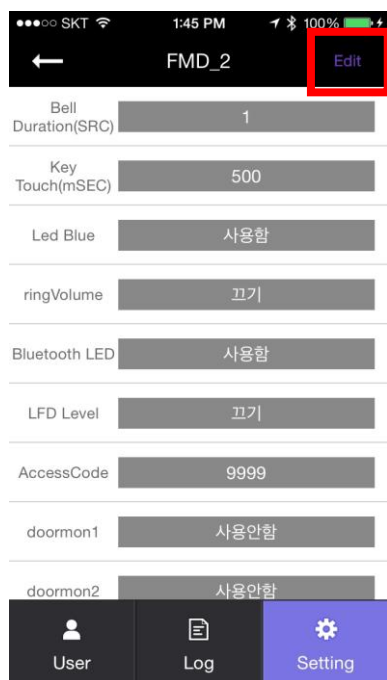 SKT 1:45 PM 100%
FMD_2 Edit
Bell
Duration(SRC) 1
Key
Touch(mSEC) 500
Led Blue 사용함
ringVolume 끄기
Bluetooth LED 사용함
LFD Level 끄기
AccessCode 9999
doormon1 사용안함
doormon2 사용안함
User Log Setting